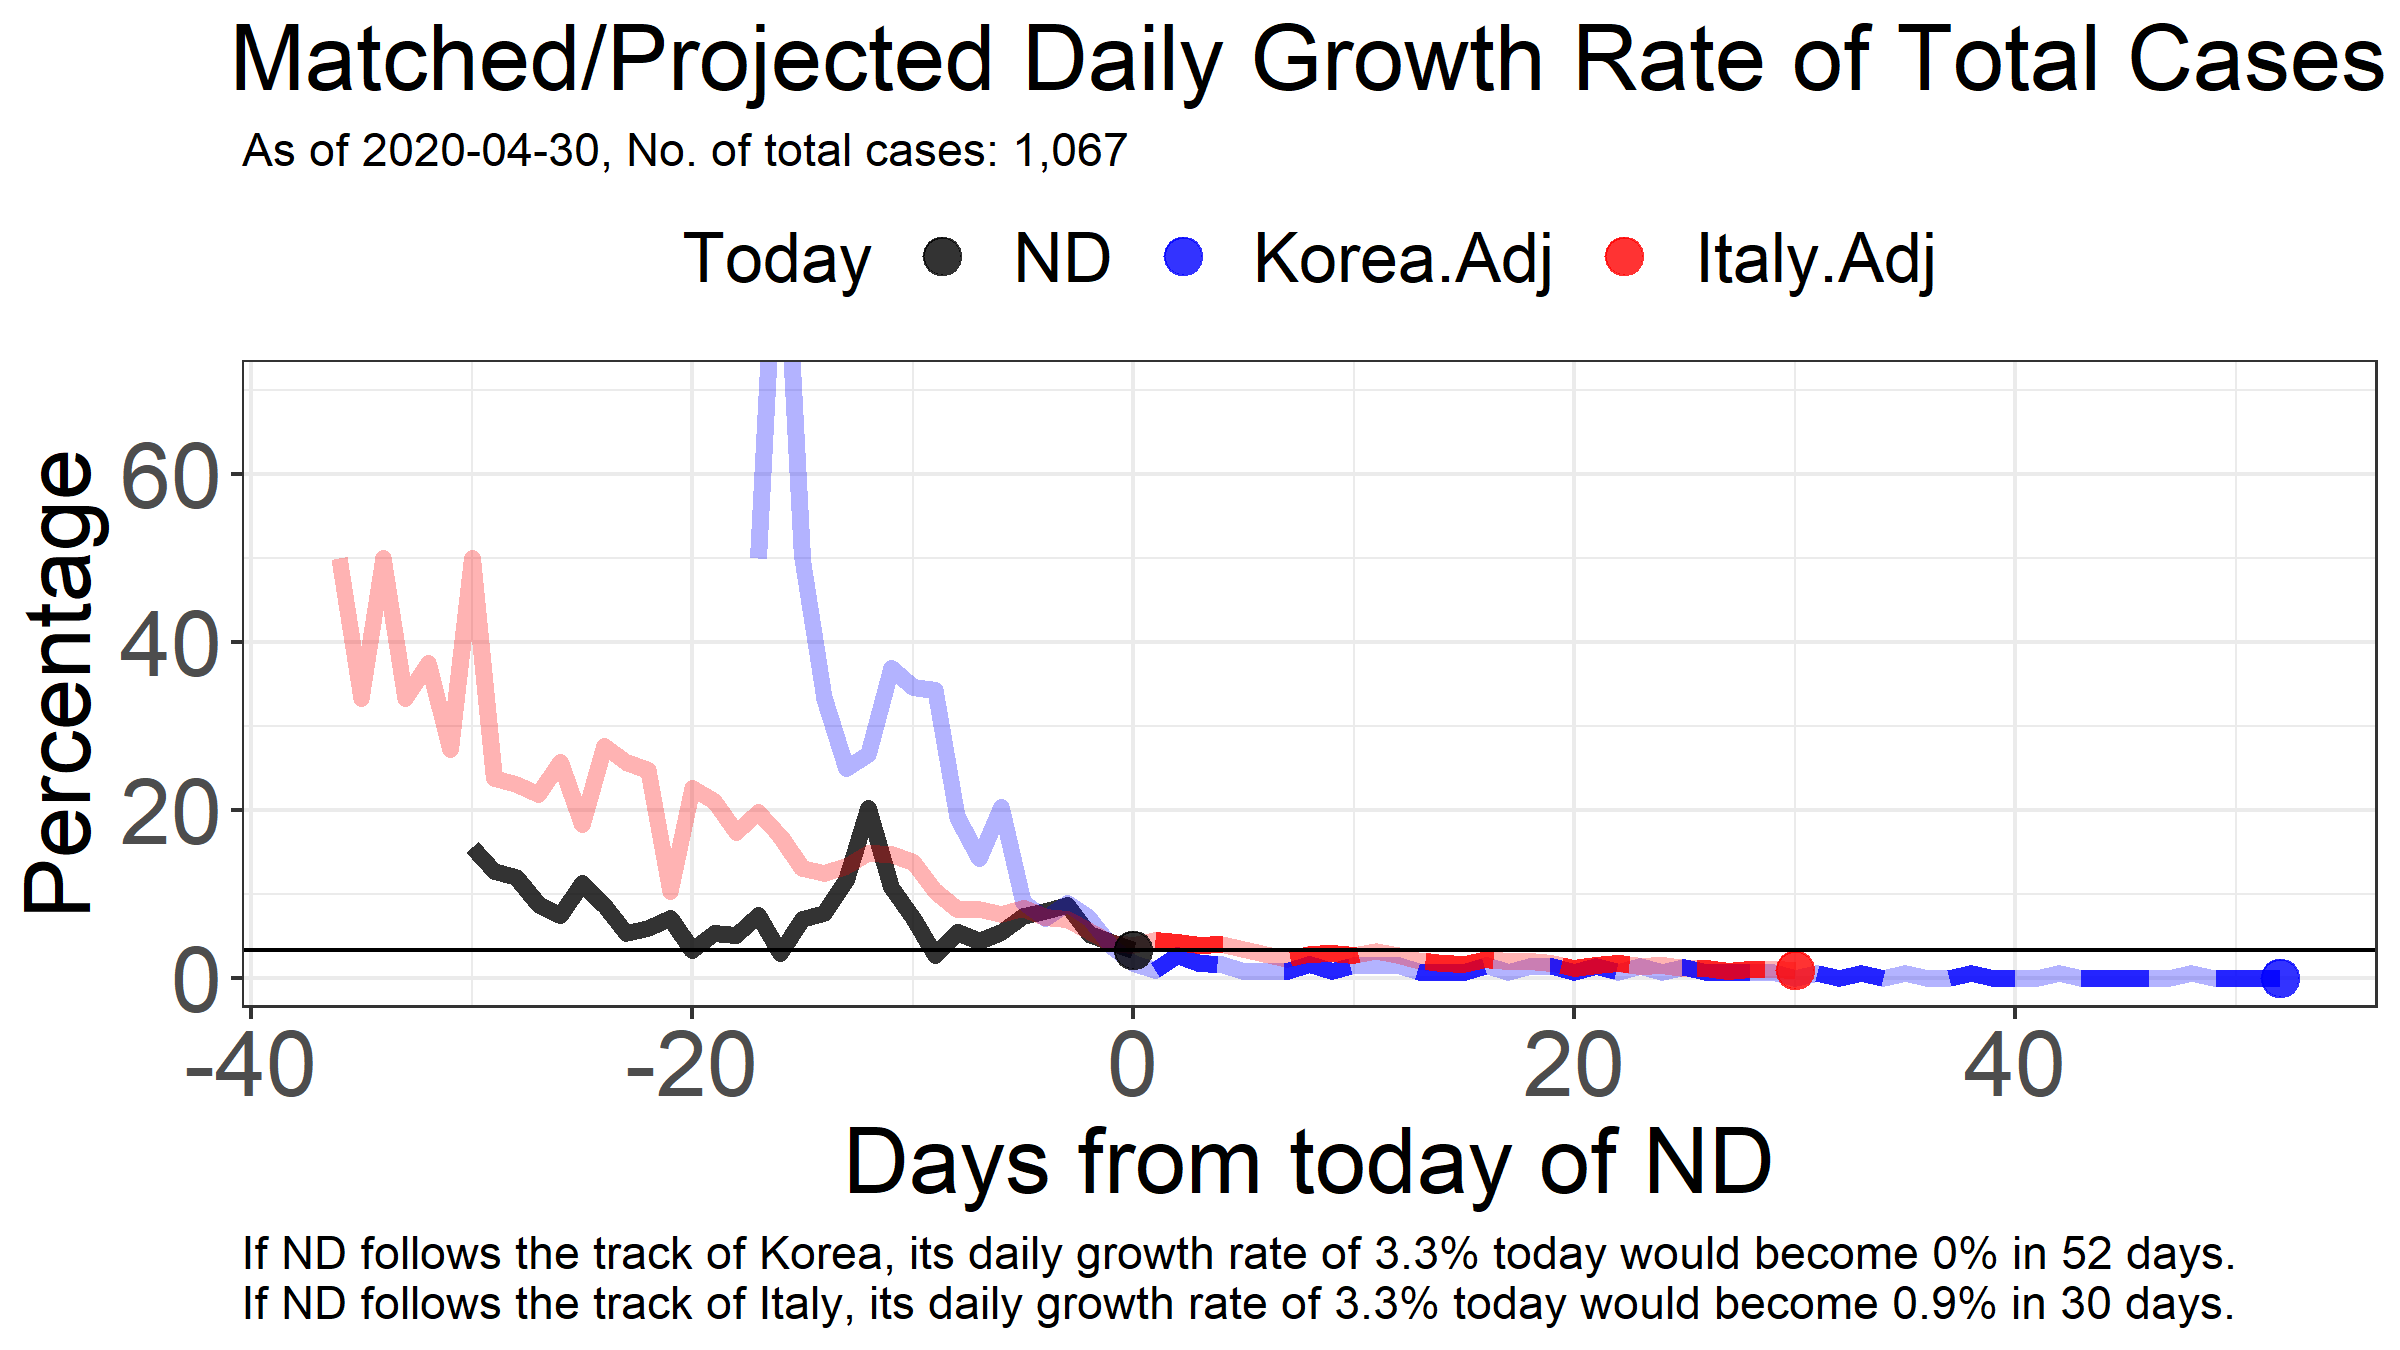 Matched/Projected Daily Growth Rate of Total Cases
As of 2020-04-30, No. of total cases: 1,067
Today ND Korea.Adj Italy.Adj
Percentage
60
40
20
0
-40 -20 0 20 40
Days from today of ND
If ND follows the track of Korea, its daily growth rate of 3.3% today would become 0% in 52 days.
If ND follows the track of Italy, its daily growth rate of 3.3% today would become 0.9% in 30 days.